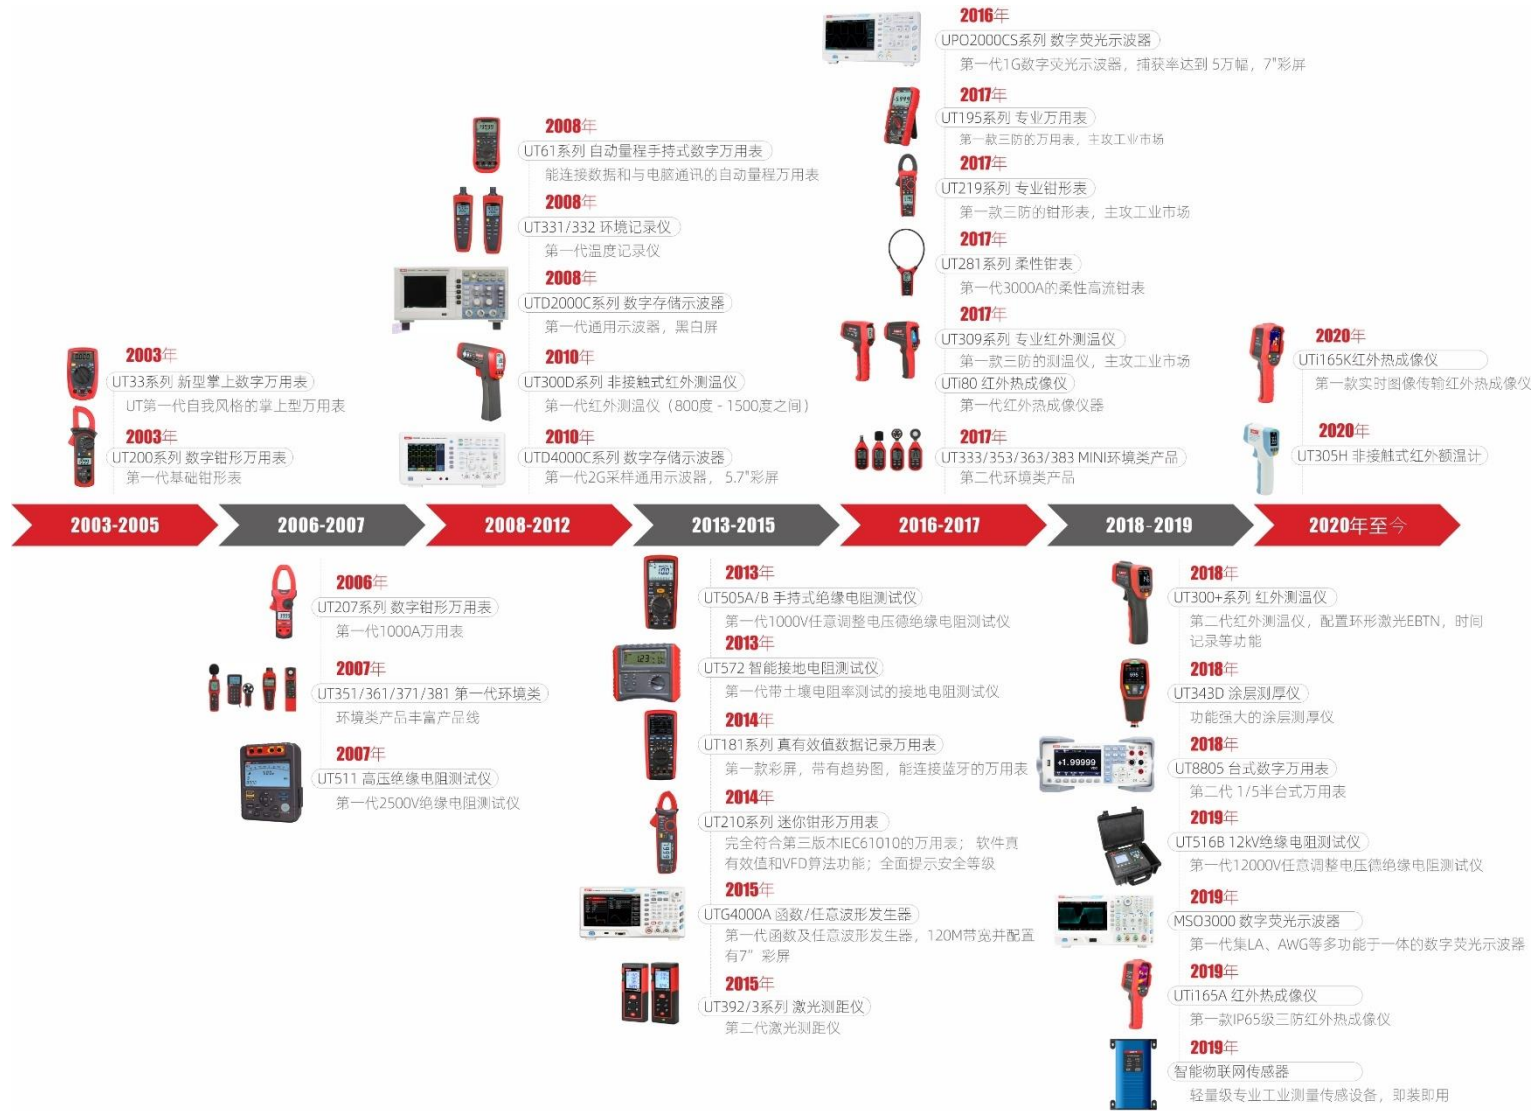 2016年
UPO2000CS系列 数字荧光示波器
第一代1G数字荧光示波器，捕获率达到 5万幅，7"彩屏
2017年
UT195系列 专业万用表
第一款三防的万用表，主攻工业市场
2017年
UT219系列 专业钳形表
第一款三防的钳形表，主攻工业市场
2017年
UT281系列 柔性钳表
第一代3000A的柔性高流钳表
2017年
UT309系列 专业红外测温仪
第一款三防的测温仪，主攻工业市场
UTi80 红外热成像仪
第一代红外热成像仪器
2017年
UT333/353/363/383 MINI环境类产品
第二代环境类产品
2008年
UT61系列 自动量程手持式数字万用表
能连接数据和与电脑通讯的自动量程万用表
2008年
UT331/332 环境记录仪
第一代温度记录仪
2008年
UTD2000C系列 数字存储示波器
第一代通用示波器，黑白屏
2010年
UT300D系列 非接触式红外测温仪
第一代红外测温仪（800度 - 1500度之间）
2010年
UTD4000C系列 数字存储示波器
第一代2G采样通用示波器， 5.7"彩屏
2003年
UT33系列 新型掌上数字万用表
UT第一代自我风格的掌上型万用表
2003年
UT200系列 数字钳形万用表
第一代基础钳形表
2020年
UTi165K红外热成像仪
第一款实时图像传输红外热成像仪
2020年
UT305H 非接触式红外额温计
2003-2005
2006-2007
2008-2012
2013-2015
2016-2017
2018-2019
2020年至今
2006年
UT207系列 数字钳形万用表
第一代1000A万用表
2007年
UT351/361/371/381 第一代环境类
环境类产品丰富产品线
2007年
UT511 高压绝缘电阻测试仪
第一代2500V绝缘电阻测试仪
2013年
UT505A/B 手持式绝缘电阻测试仪
第一代1000V任意调整电压德绝缘电阻测试仪
2013年
UT572 智能接地电阻测试仪
第一代带土壤电阻率测试的接地电阻测试仪
2014年
UT181系列 真有效值数据记录万用表
第一款彩屏，带有趋势图，能连接蓝牙的万用表
2014年
UT210系列 迷你钳形万用表
完全符合第三版本IEC61010的万用表； 软件真
有效值和VFD算法功能；全面提示安全等级
2015年
UTG4000A 函数/任意波形发生器
第一代函数及任意波形发生器，120M带宽并配置
有7” 彩屏
2015年
UT392/3系列 激光测距仪
第二代激光测距仪
2018年
UT300+系列 红外测温仪
第二代红外测温仪，配置环形激光EBTN，时间
记录等功能
2018年
UT343D 涂层测厚仪
功能强大的涂层测厚仪
2018年
UT8805 台式数字万用表
第二代 1/5半台式万用表
+1.99999
2019年
UT516B 12kV绝缘电阻测试仪
第一代12000V任意调整电压德绝缘电阻测试仪
2019年
MSO3000 数字荧光示波器
第一代集LA、AWG等多功能于一体的数字荧光示波器
2019年
UTi165A 红外热成像仪
第一款IP65级三防红外热成像仪
2019年
智能物联网传感器
轻量级专业工业测量传感设备，即装即用